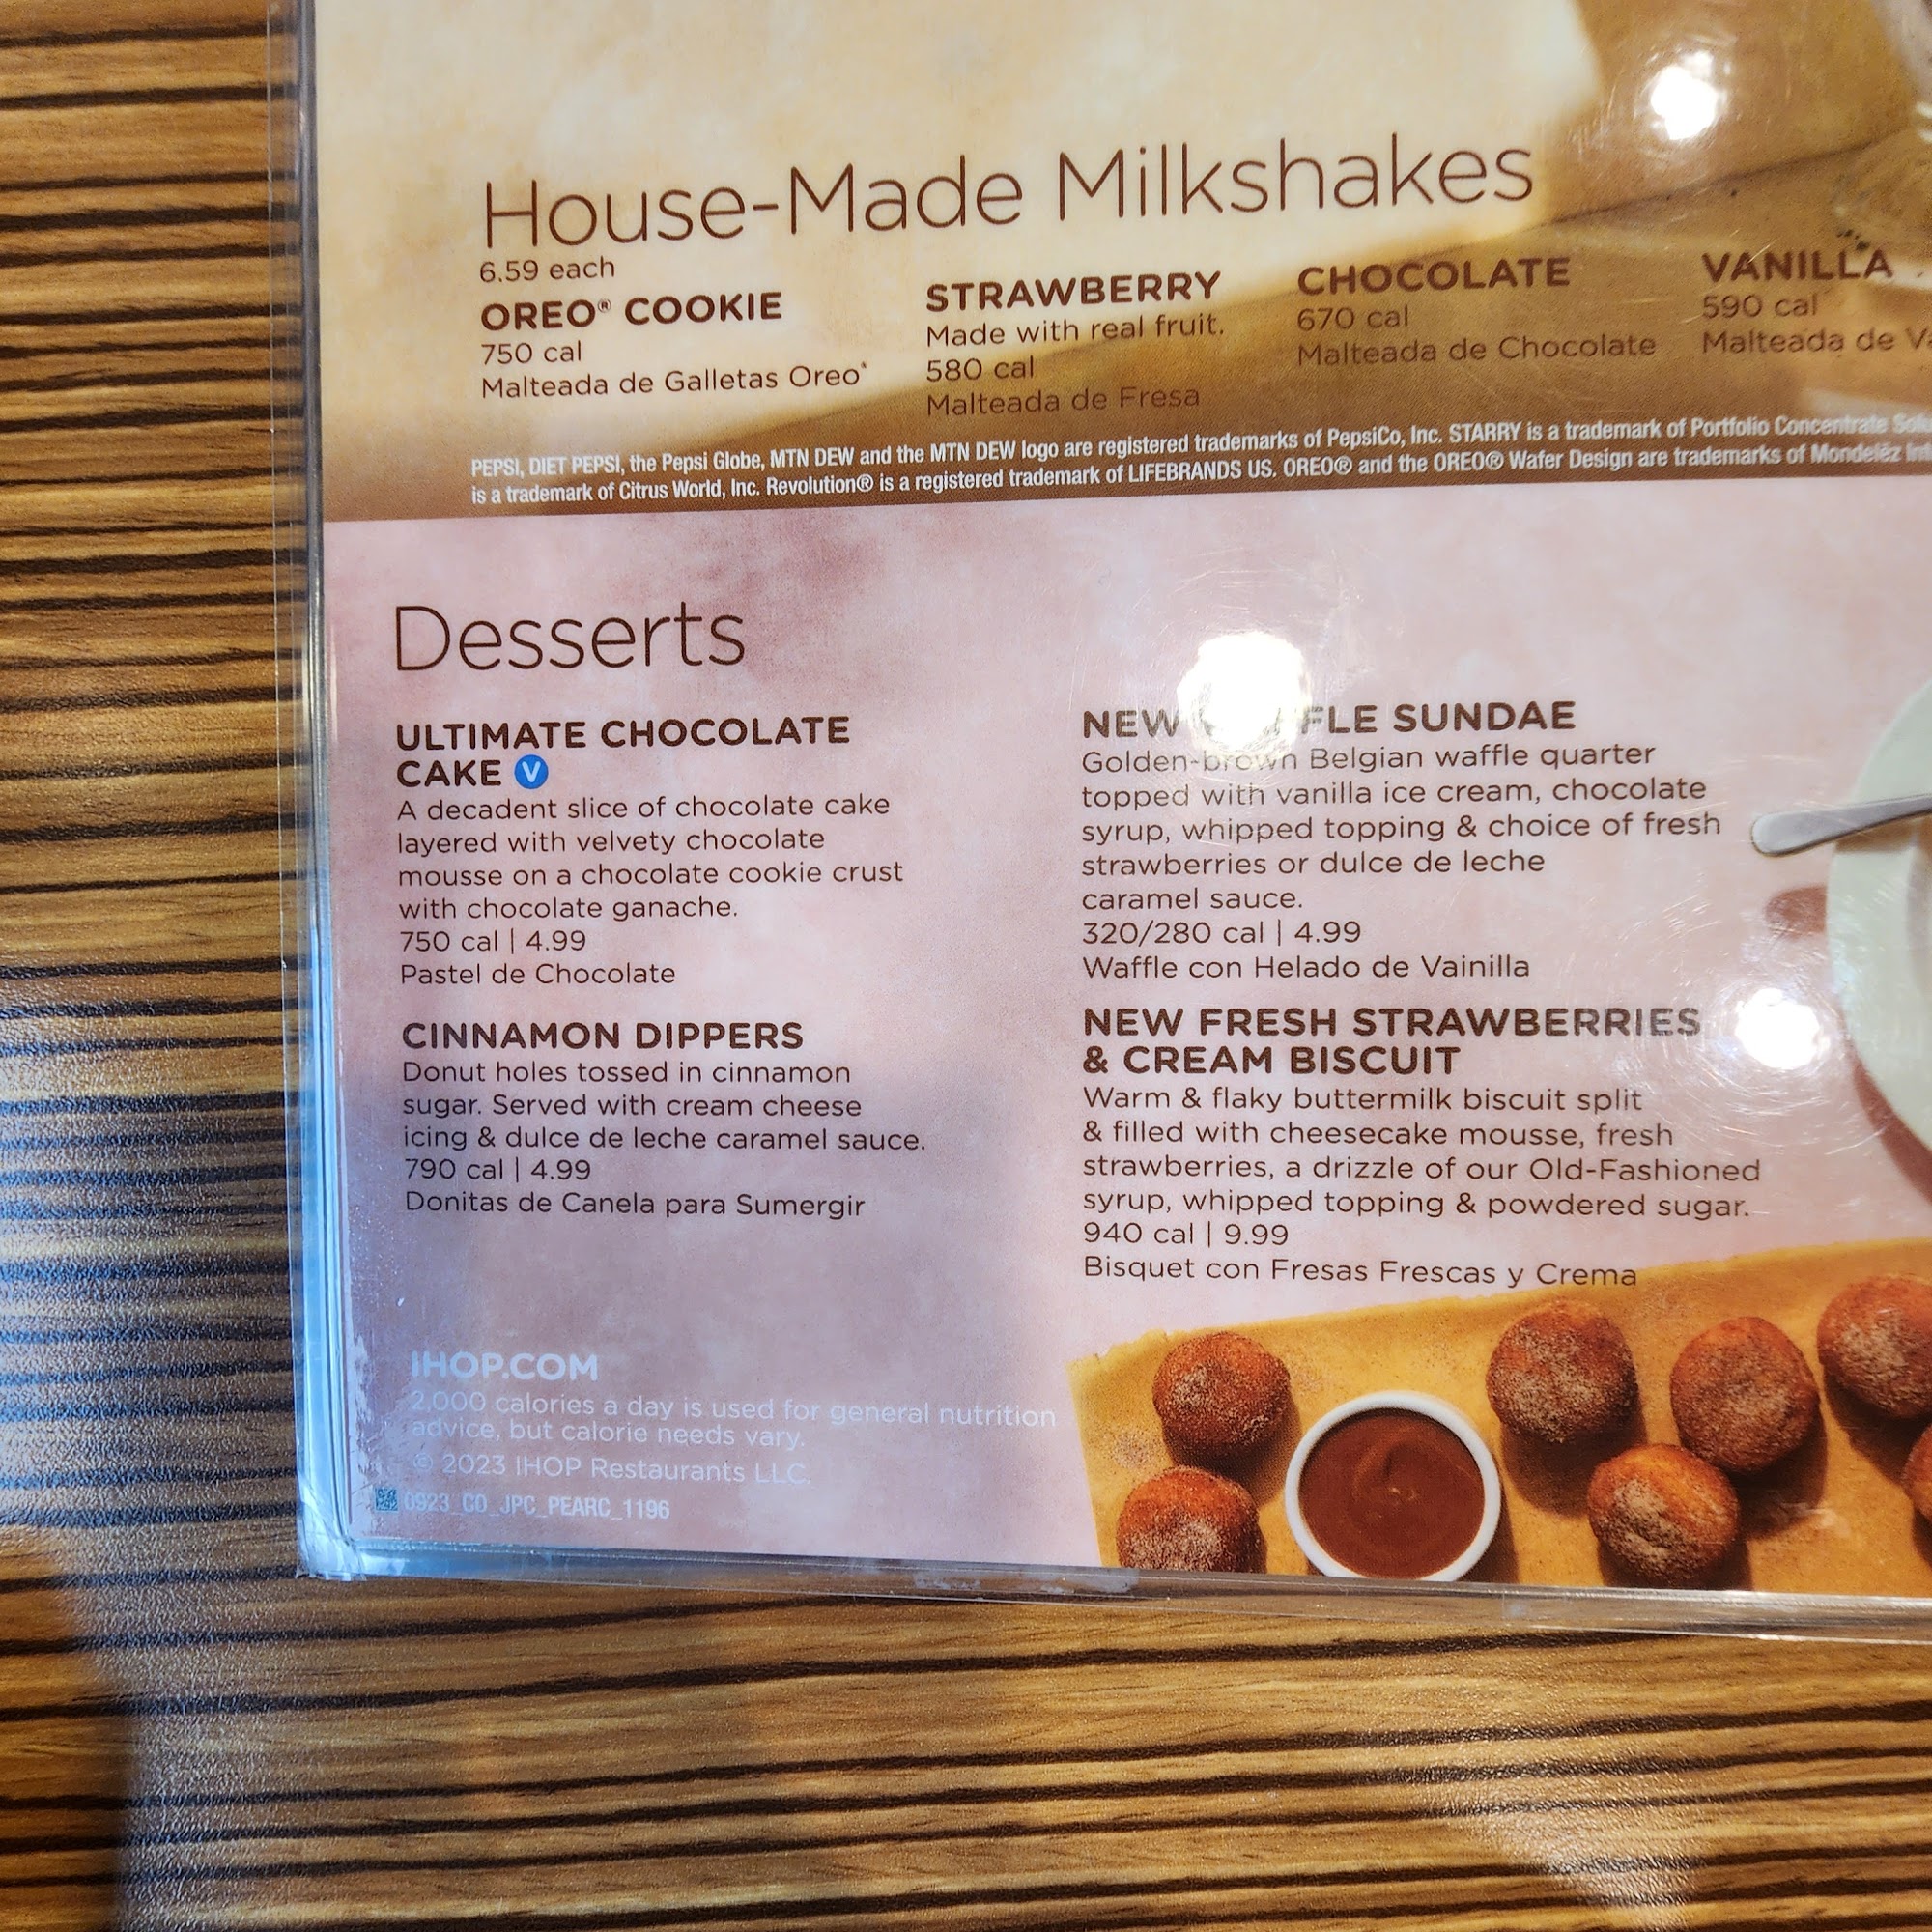 House-Made Milkshakes
6.59 each
OREO® COOKIE
750 cal
Malteada de Galletas Oreo®
STRAWBERRY
Made with real fruit.
580 cal
Malteada de Fresa
CHOCOLATE
670 cal
Malteada de Chocolate
VANILLA
590 cal
Malteada de
PEPSI, DIET PEPSI, the Pepsi Globe, MTN DEW and the MTN DEW logo are registered trademarks of PepsiCo, Inc. STARRY is a trademark of Portfolio Concentrate
is a trademark of Citrus World, Inc. Revolution® is a registered trademark of LIFEBRANDS US. OREO® and the OREO® Wafer Design are trademarks of Mondelēz
Desserts
ULTIMATE CHOCOLATE
CAKE V
A decadent slice of chocolate cake
layered with velvety chocolate
mousse on a chocolate cookie crust
with chocolate ganache.
750 cal | 4.99
Pastel de Chocolate
CINNAMON DIPPERS
Donut holes tossed in cinnamon
sugar. Served with cream cheese
icing & dulce de leche caramel sauce.
790 cal | 4.99
Donitas de Canela para Sumergir
NEW SUNDAE
Golden-brown Belgian waffle quarter
topped with vanilla ice cream, chocolate
syrup, whipped topping & choice of fresh
strawberries or dulce de leche
caramel sauce.
320/280 cal | 4.99
Waffle con Helado de Vainilla
NEW FRESH STRAWBERRIES
& CREAM BISCUIT
Warm & flaky buttermilk biscuit split
& filled with cheesecake mousse, fresh
strawberries, a drizzle of our Old-Fashioned
syrup, whipped topping & powdered sugar.
940 cal | 9.99
Bisquet con Fresas Frescas y Crema
IHOP.COM
2,000 calories a day is used for general nutrition
advice, but calorie needs vary.
© 2023 IHOP Restaurants LLC.
0923_CO_JPC_PEARC_1196